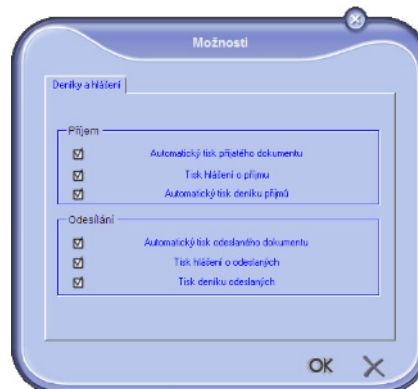 Možnosti
Deníky a hlášení
Příjem
Automatický tisk přijatého dokumentu
Tisk hlášení o příjmu
Automatický tisk deníku příjmů
Odesílání
Automatický tisk odeslaného dokumentu
Tisk hlášení o odeslaných
Tisk deníku odeslaných
OK